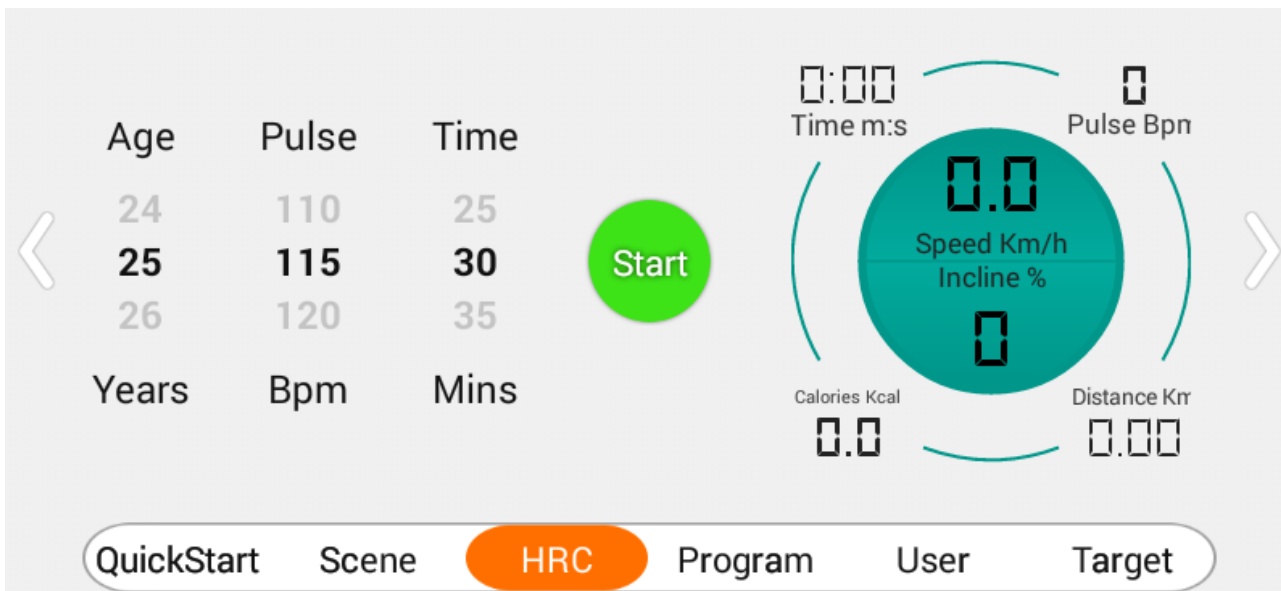 Age Pulse Time
24 110 25
25 115 30
26 120 35
Years Bpm Mins
Start
0:00
Time m:s
0
Pulse Bpm
0.0
Speed Km/h
Incline %
0
Calories Kcal
0.0
Distance Km
0.00
QuickStart Scene HRC Program User Target